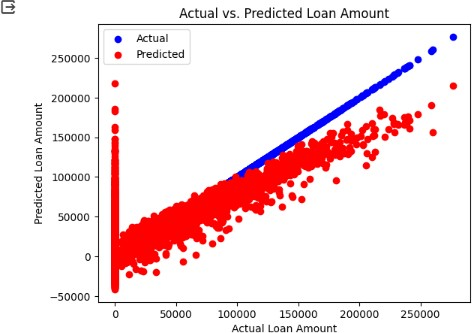 Actual vs. Predicted Loan Amount
Actual
Predicted
Predicted Loan Amount
250000
200000
150000
100000
50000
0
−50000
0 50000 100000 150000 200000 250000
Actual Loan Amount